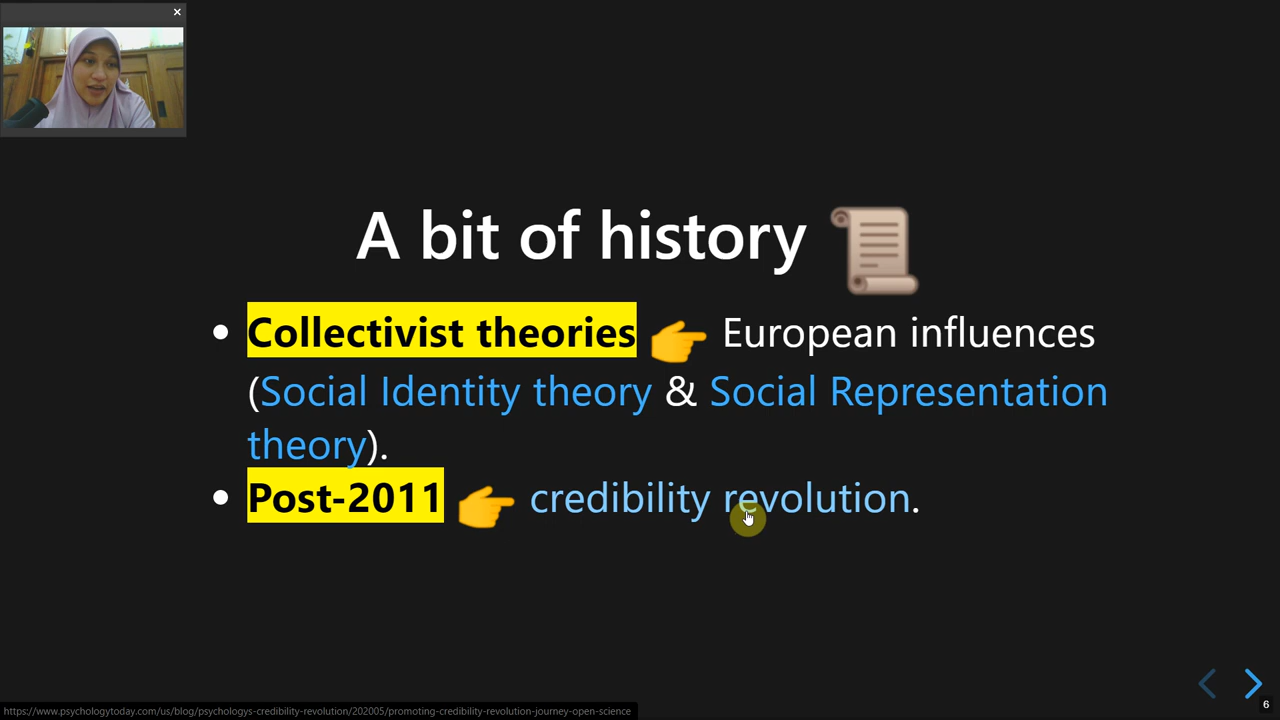 A bit of history
Collectivist theories 👉 European influences
(Social Identity theory & Social Representation
theory).
Post-2011 👉 credibility revolution.
6
https://www.psychologytoday.com/us/blog/psychologys-credibility-revolution/202005/promoting-credibility-revolution-journey-open-science